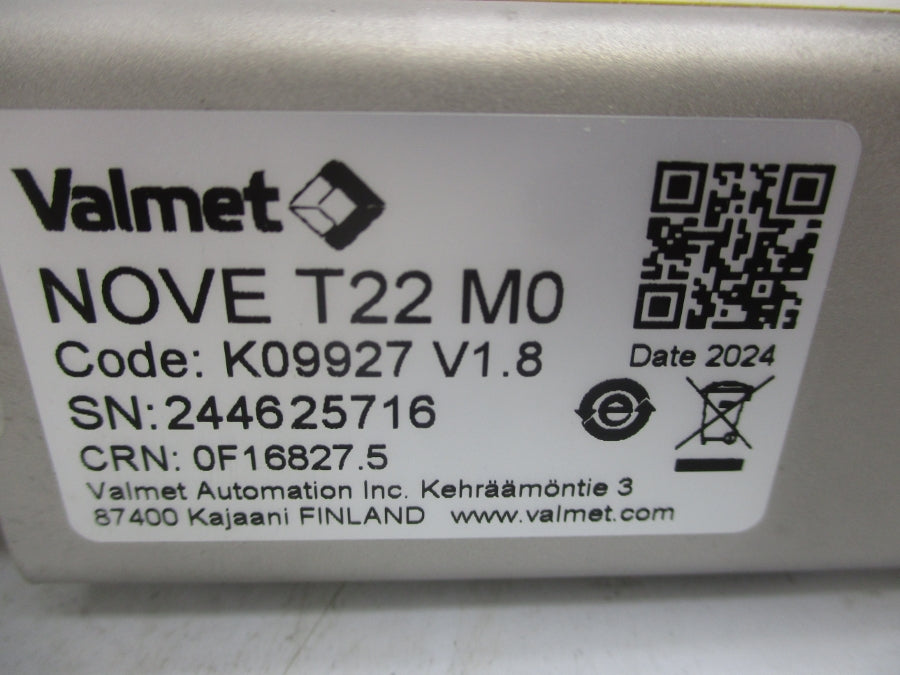 Valmet
NOVE T22 M0
Code: K09927 V1.8
Date 2024
SN: 244625716
e
CRN: 0F16827.5
Valmet Automation Inc. Kehräämöntie 3
87400 Kajaani FINLAND www.valmet.com